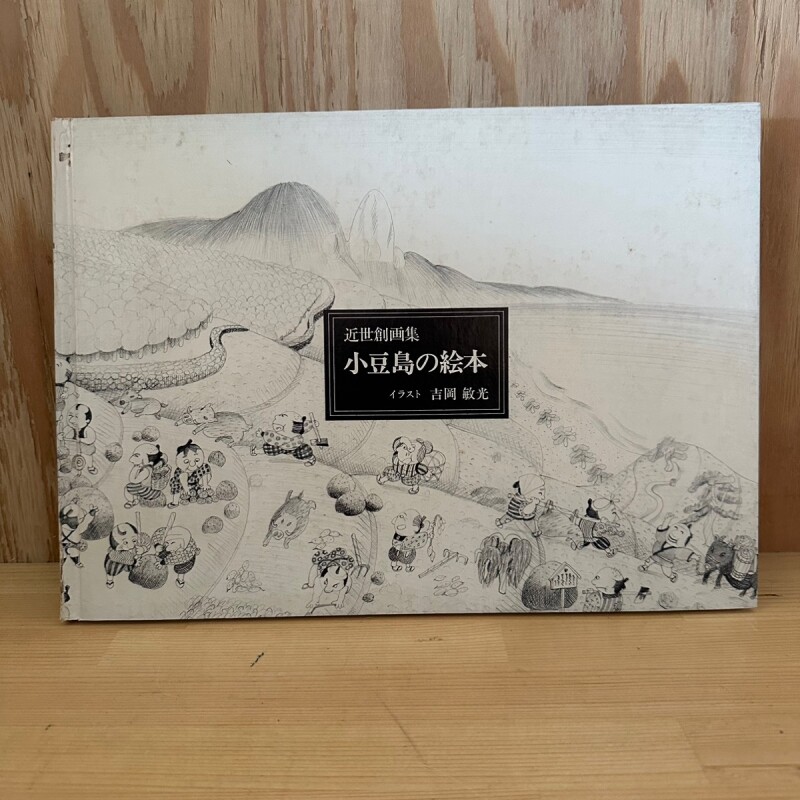 近世創画集
小豆島の絵本
イラスト 吉岡 敏光